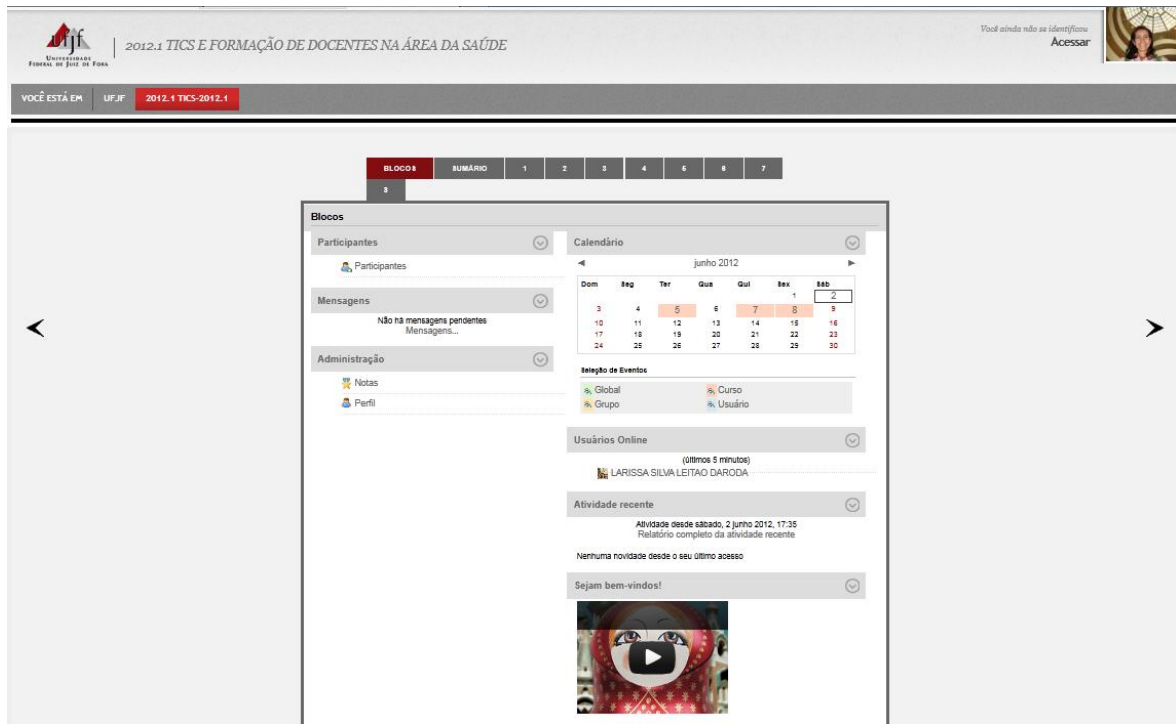 ufjf
UNIVERSIDADE
FEDERAL DE JUIZ DE FORA
2012.1 TICS E FORMAÇÃO DE DOCENTES NA ÁREA DA SAÚDE
Você ainda não se identificou
Acessar
VOCÊ ESTÁ EM UFJF 2012.1 TICS-2012.1
BLOCOS SUMÁRIO 1 2 3 4 5 6 7
8
Blocos
Participantes
Participantes
Mensagens
Não há mensagens pendentes
Mensagens...
Administração
Notas
Perfil
Calendário
junho 2012
Dom Seg Ter Qua Qui Sex Sáb
1 2
3 4 5 6 7 8 9
10 11 12 13 14 15 16
17 18 19 20 21 22 23
24 25 26 27 28 29 30
Seleção de Eventos
Global Curso
Grupo Usuário
Usuários Online
(últimos 5 minutos)
LARISSA SILVA LEITAO DARODA
Atividade recente
Atividade desde sábado, 2 junho 2012, 17:35
Relatório completo da atividade recente
Nenhuma novidade desde o seu último acesso
Sejam bem-vindos!